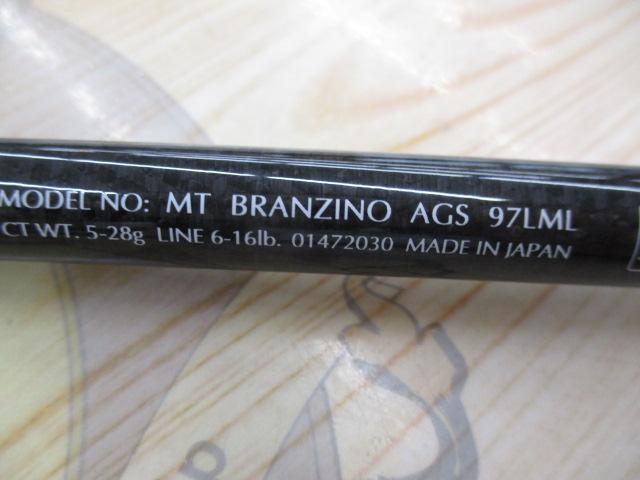 MODEL NO: MT BRANZINO AGS 97LML
CT WT. 5-28g LINE 6-16lb. 01472030 MADE IN JAPAN